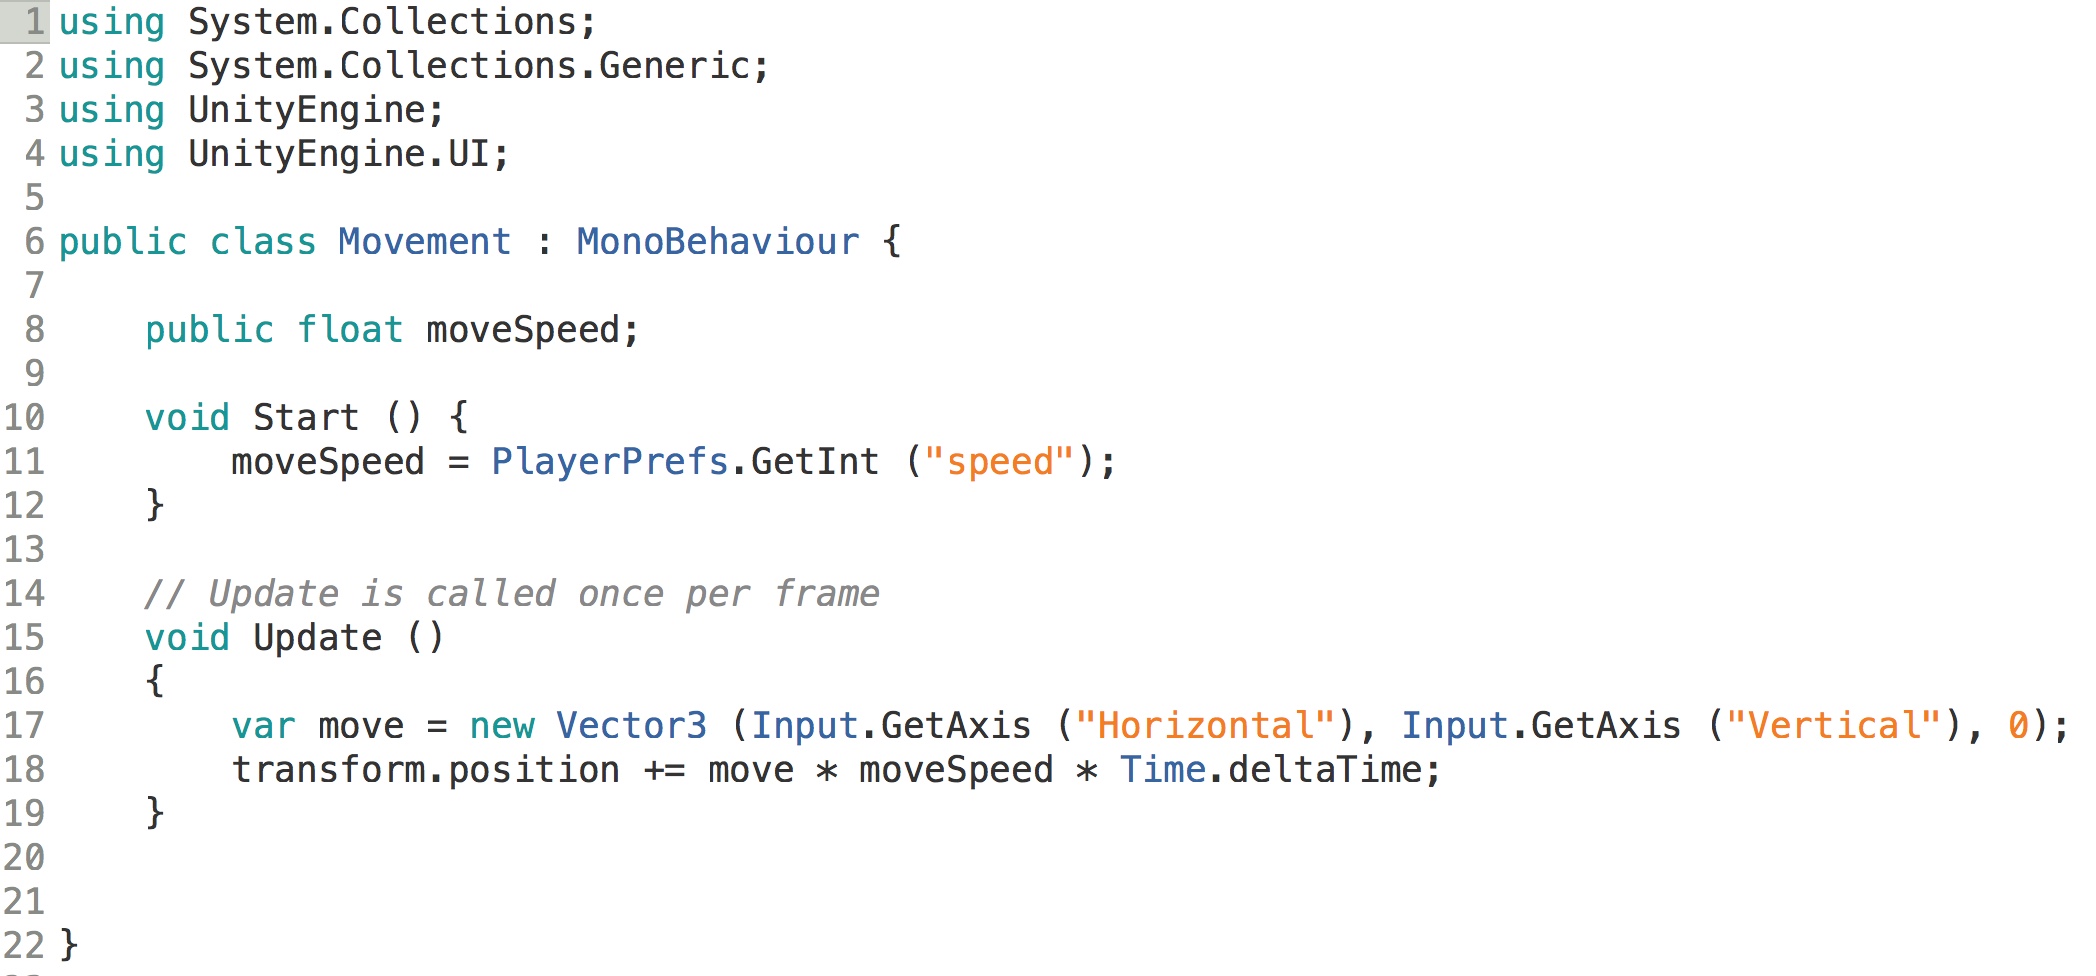 1 using System.Collections;
2 using System.Collections.Generic;
3 using UnityEngine;
4 using UnityEngine.UI;
5
6 public class Movement : MonoBehaviour {
7
8     public float moveSpeed;
9
10     void Start () {
11         moveSpeed = PlayerPrefs.GetInt ("speed");
12     }
13
14     // Update is called once per frame
15     void Update ()
16     {
17         var move = new Vector3 (Input.GetAxis ("Horizontal"), Input.GetAxis ("Vertical"), 0);
18         transform.position += move * moveSpeed * Time.deltaTime;
19     }
20
21
22 }